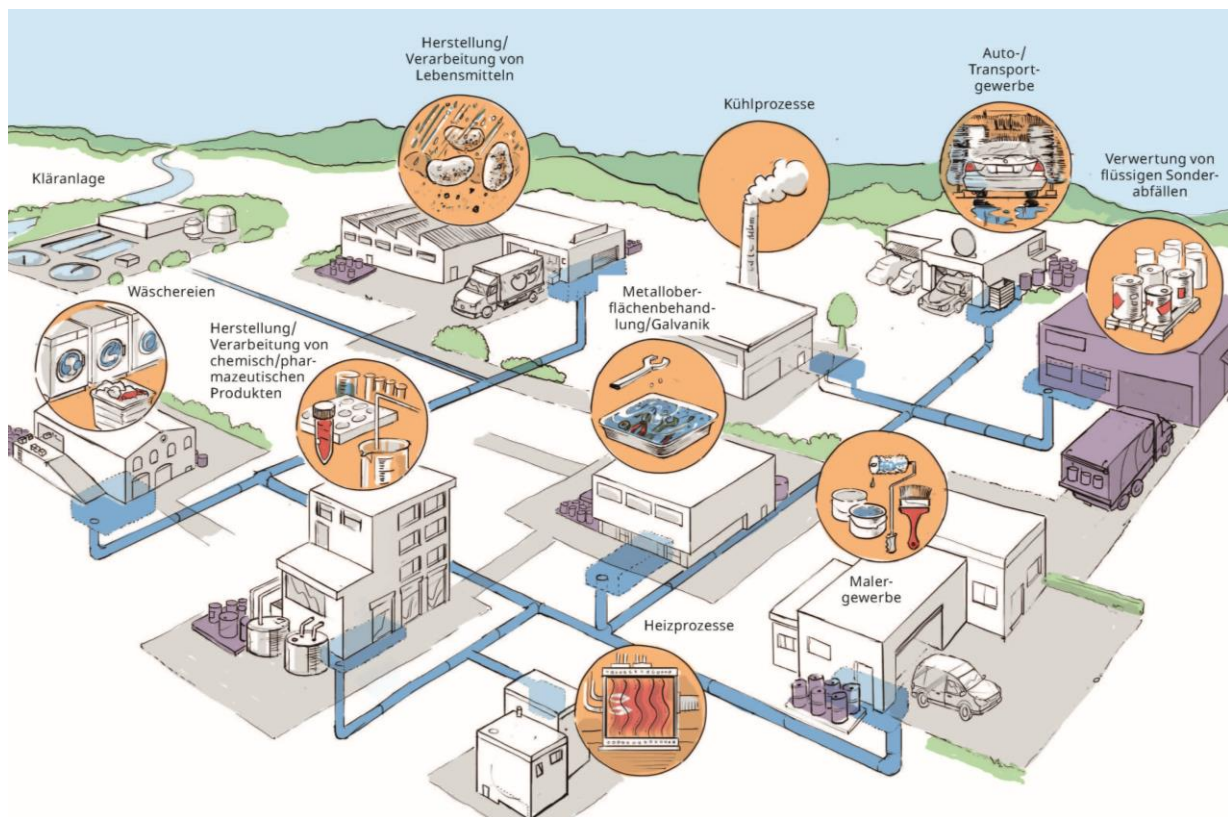 Herstellung/
Verarbeitung von
Lebensmitteln
Auto-/
Transport-
gewerbe
Kühlprozesse
Verwertung von
flüssigen Sonder-
abfällen
Kläranlage
Wäschereien
Metallober-
flächenbehand-
lung/Galvanik
Herstellung/
Verarbeitung von
chemisch/phar-
mazeutischen
Produkten
Maler-
gewerbe
Heizprozesse